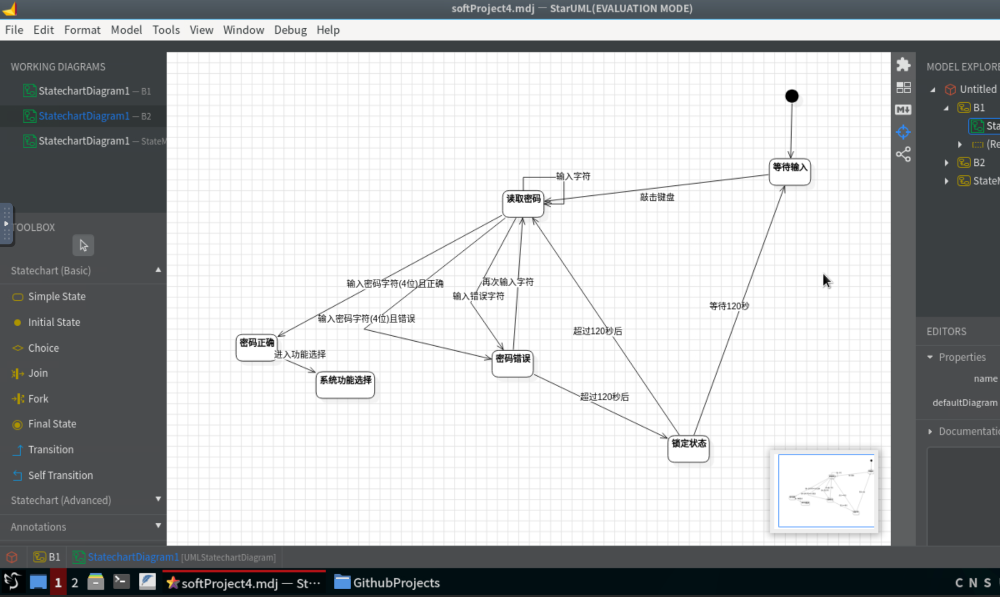 softProject4.mdj — StarUML(EVALUATION MODE)
File Edit Format Model Tools View Window Debug Help
WORKING DIAGRAMS
StatechartDiagram1 — B1
StatechartDiagram1 — B2
StatechartDiagram1 — StateM
TOOLBOX
Statechart (Basic)
Simple State
Initial State
Choice
Join
Fork
Final State
Transition
Self Transition
Statechart (Advanced)
Annotations
等待输入
输入字符
读取密码
敲击键盘
输入密码字符(4位)且正确
再次输入字符
输入错误字符
等待120秒
输入密码字符(4位)且错误
超过120秒后
密码正确
进入功能选择
密码错误
系统功能选择
超过120秒后
锁定状态
M
MODEL EXPLORE
Untitled
B1
Sta
(Re
B2
StateM
EDITORS
Properties
name
defaultDiagram
Documentatio
B1 StatechartDiagram1 [UMLStatechartDiagram]
1 2 softProject4.mdj — St··· GithubProjects C N S